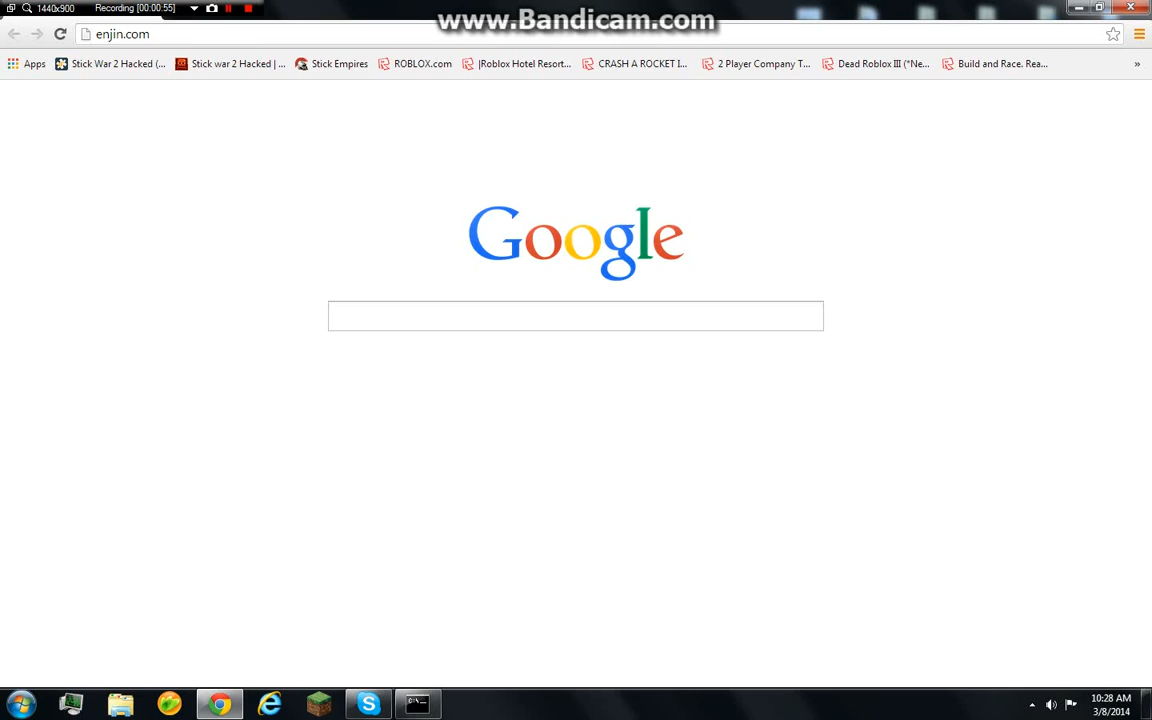 1440x900 Recording [00:00:55]
www.Bandicam.com
enjin.com
Apps Stick War 2 Hacked (... Stick war 2 Hacked | ... Stick Empires ROBLOX.com |Roblox Hotel Resort... CRASH A ROCKET I... 2 Player Company T... Dead Roblox III (*Ne... Build and Race. Rea... »
Google
10:28 AM
3/8/2014